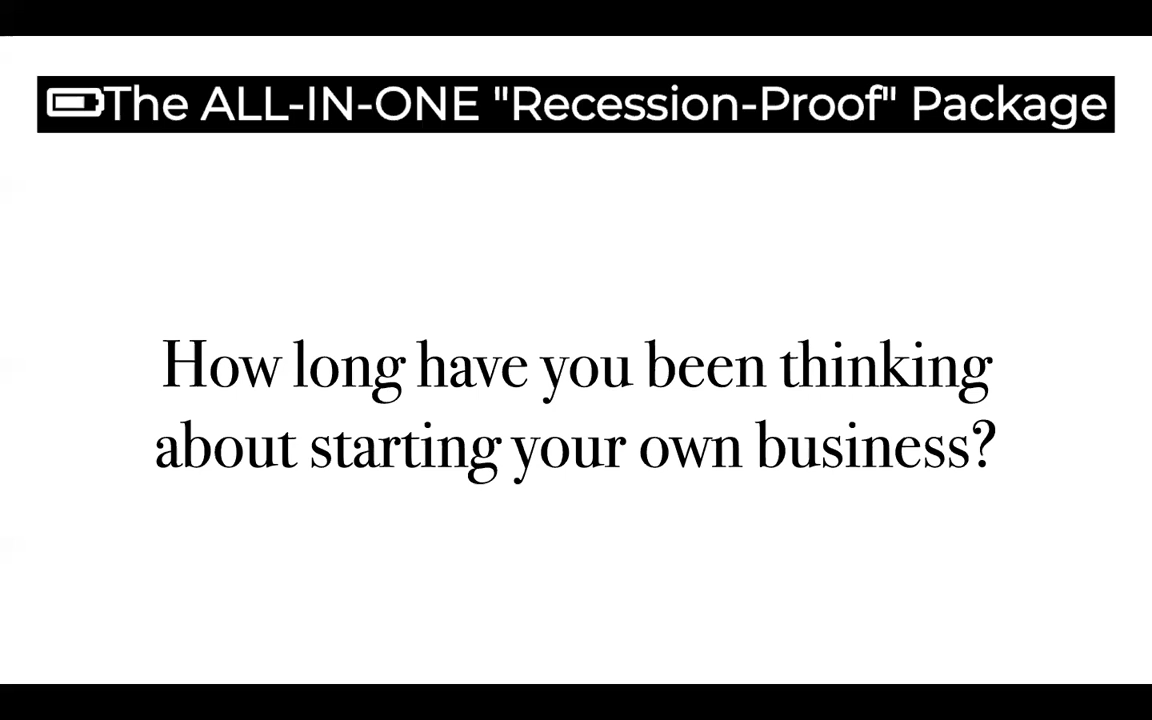 The ALL-IN-ONE "Recession-Proof" Package
How long have you been thinking
about starting your own business?